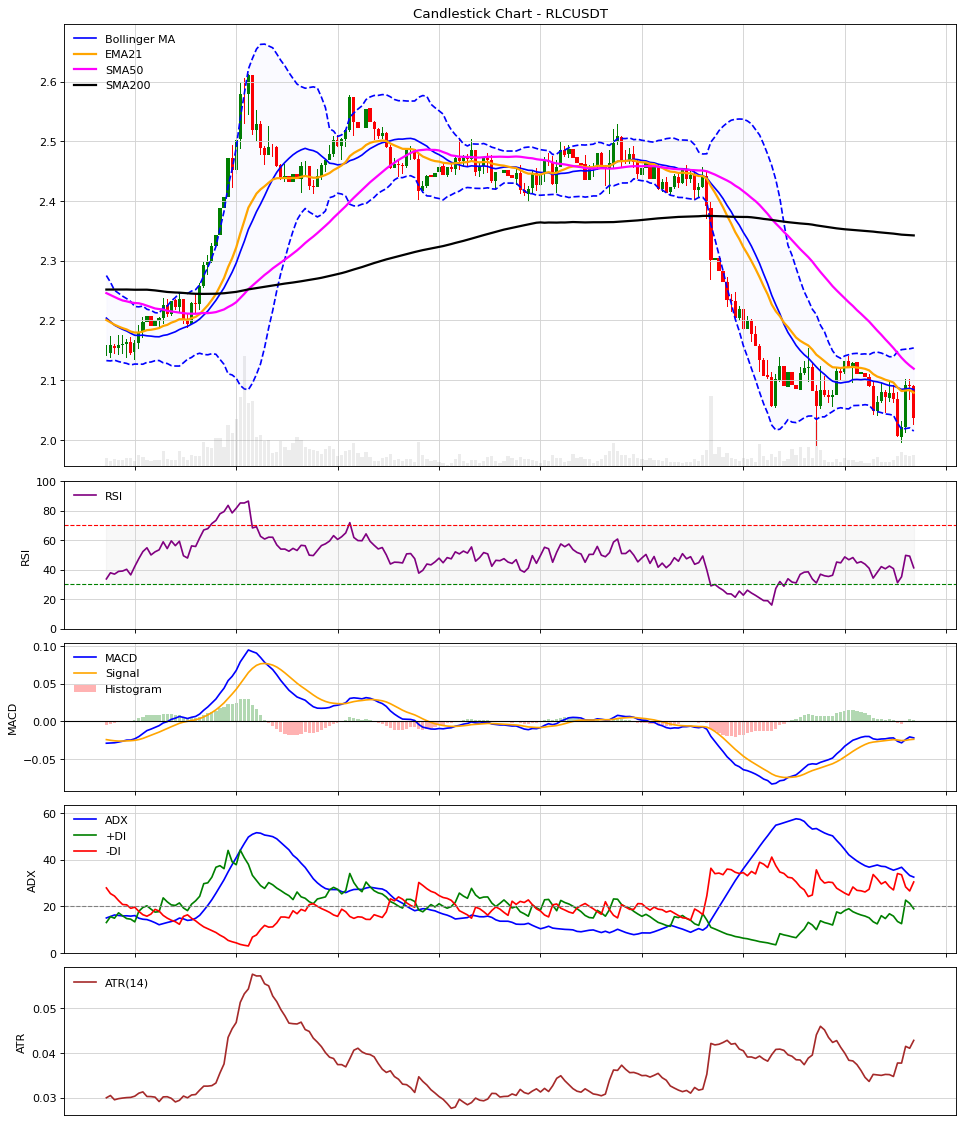 Candlestick Chart - RLCUSDT
Bollinger MA
EMA21
SMA50
SMA200
2.6
2.5
2.4
2.3
2.2
2.1
2.0
RSI
100
80
60
40
20
0
RSI
MACD
Signal
Histogram
0.10
0.05
0.00
−0.05
MACD
ADX
+DI
-DI
60
40
20
0
ADX
ATR(14)
0.05
0.04
0.03
ATR